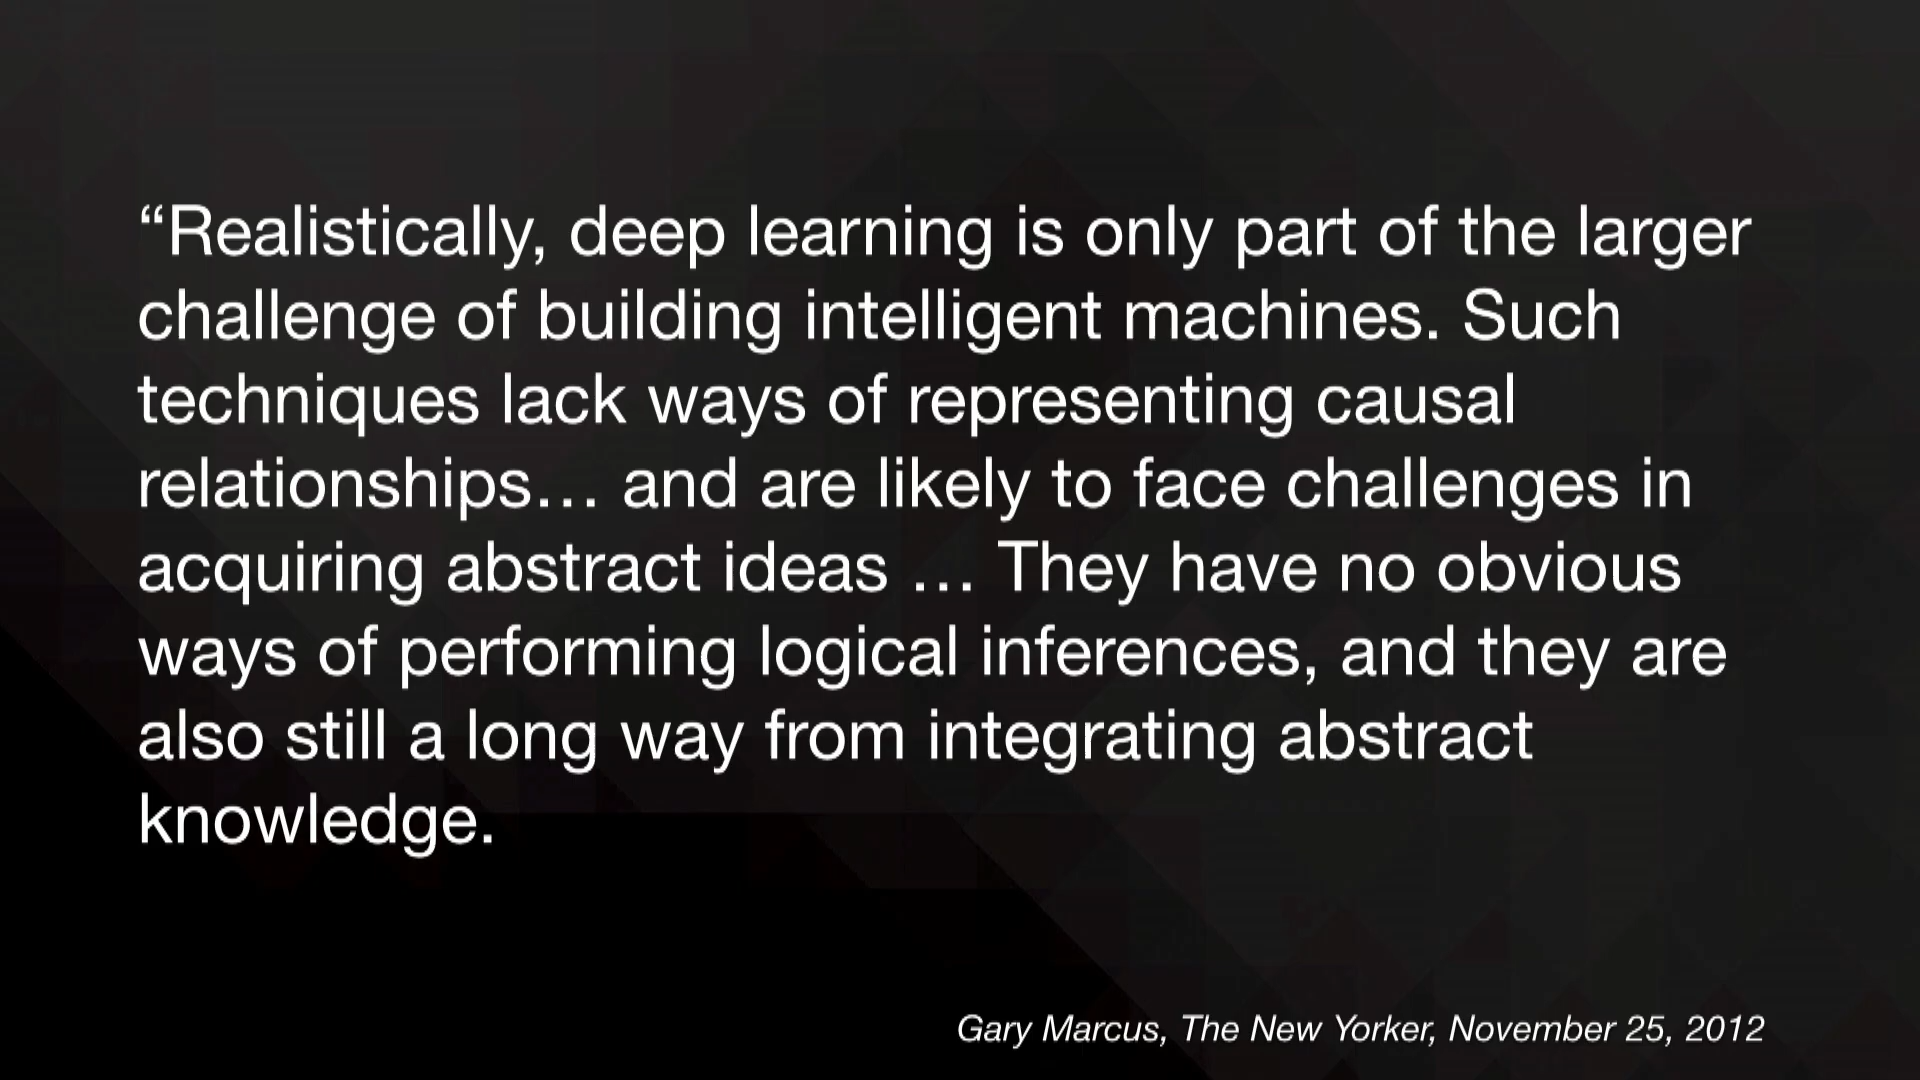 “Realistically, deep learning is only part of the larger
challenge of building intelligent machines. Such
techniques lack ways of representing causal
relationships… and are likely to face challenges in
acquiring abstract ideas … They have no obvious
ways of performing logical inferences, and they are
also still a long way from integrating abstract
knowledge.
Gary Marcus, The New Yorker, November 25, 2012